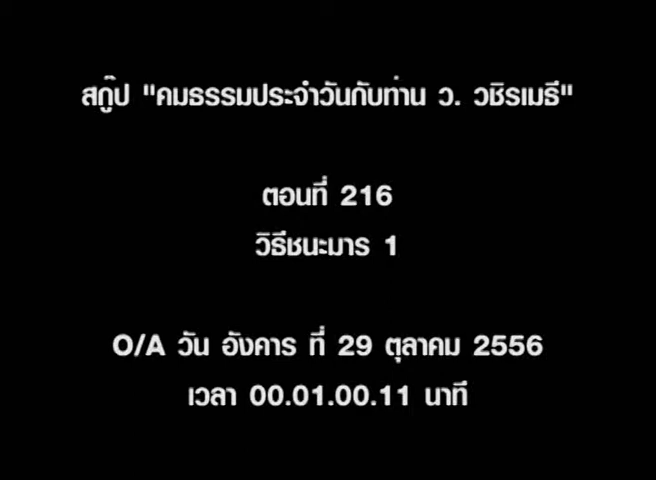 สกู๊ป "คมธรรมประจำวันกับท่าน ว. วชิรเมธี"
ตอนที่ 216
วิธีชนะมาร 1
O/A วัน อังคาร ที่ 29 ตุลาคม 2556
เวลา 00.01.00.11 นาที